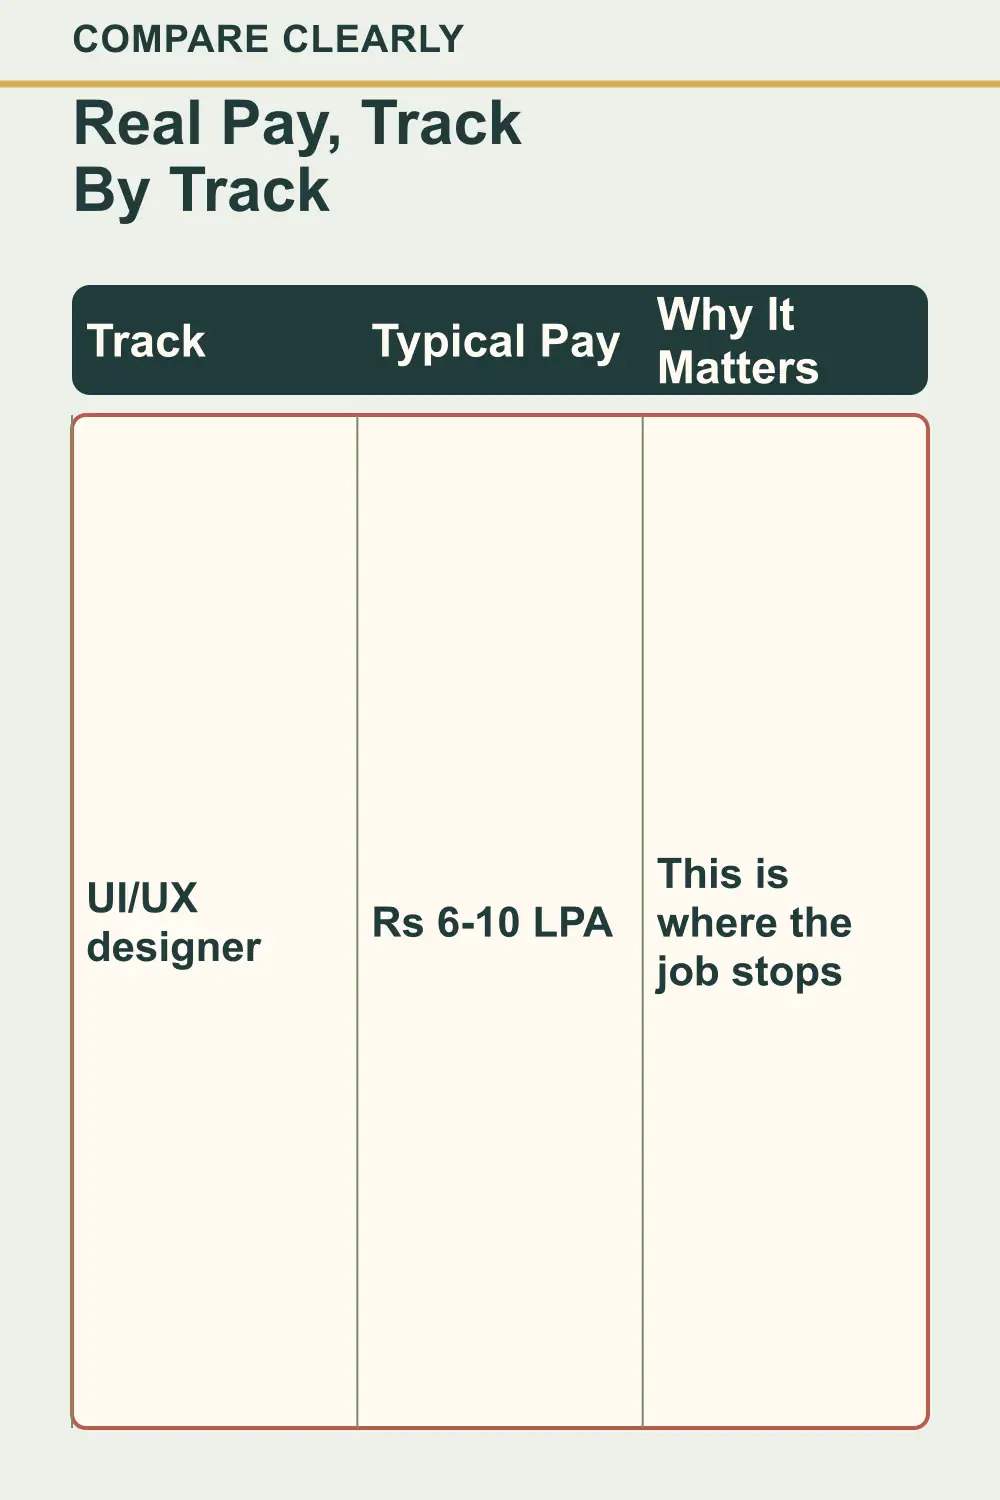 COMPARE CLEARLY
Real Pay, Track
By Track
Track
Typical Pay
Why It
Matters
UI/UX
designer
Rs 6-10 LPA
This is
where the
job stops